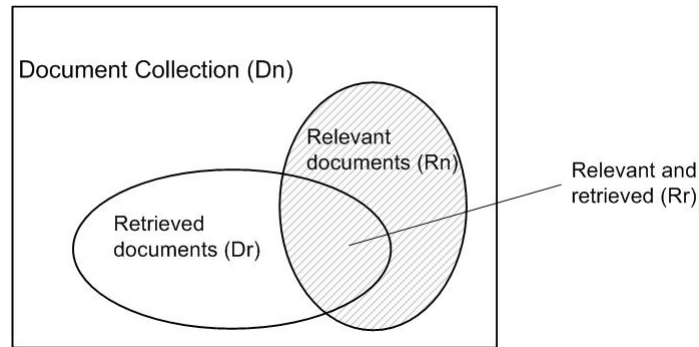 Document Collection (Dn)
Relevant
documents (Rn)
Relevant and
retrieved (Rr)
Retrieved
documents (Dr)